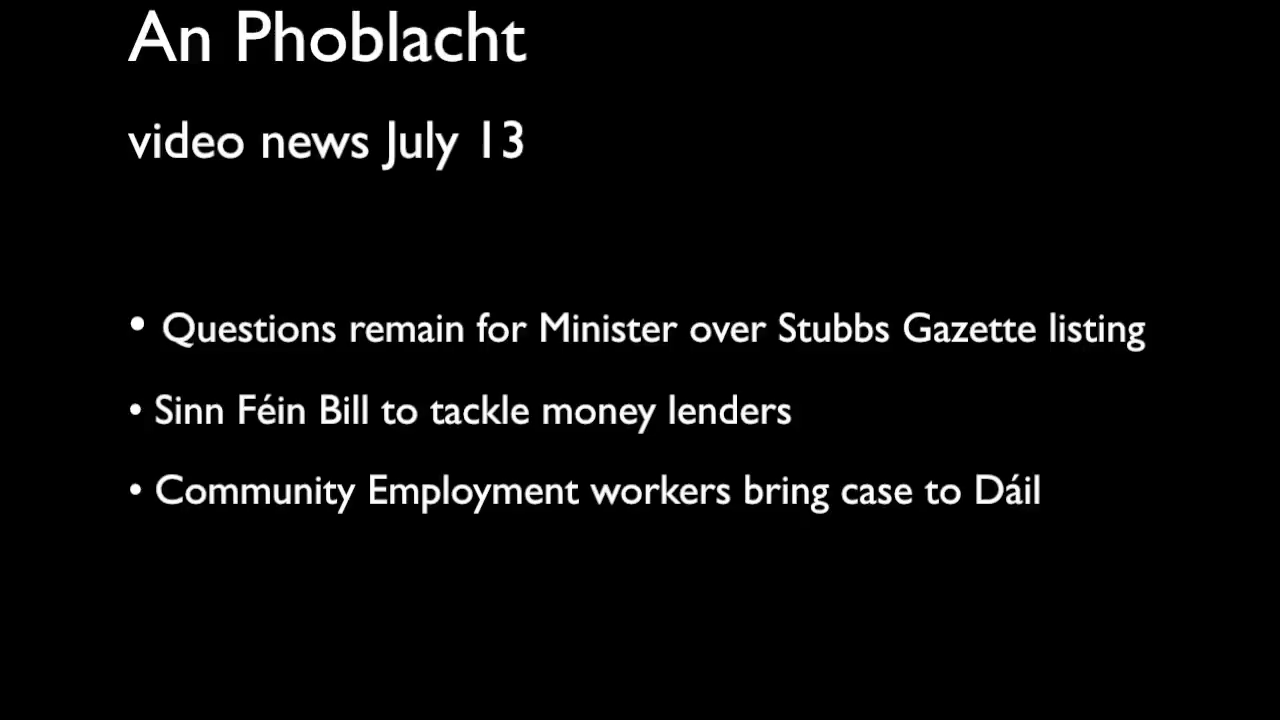 An Phoblacht
video news July 13
• Questions remain for Minister over Stubbs Gazette listing
• Sinn Féin Bill to tackle money lenders
• Community Employment workers bring case to Dáil